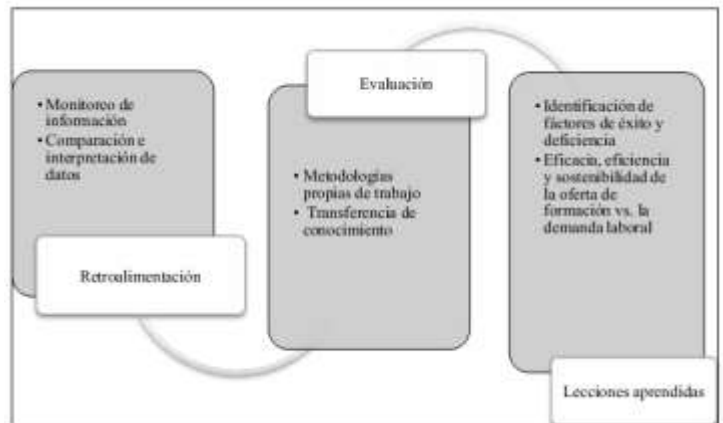 • Monitoreo de
información
• Comparación e
interpretación de
datos
Retroalimentación
Evaluación
• Metodologías
propias de trabajo
• Transferencia de
conocimiento
• Identificación de
factores de éxito y
deficiencia
• Eficacia, eficiencia
y sostenibilidad de
la oferta de
formación vs. la
demanda laboral
Lecciones aprendidas